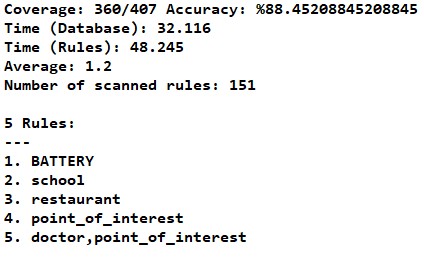 Coverage: 360/407 Accuracy: %88.45208845208845
Time (Database): 32.116
Time (Rules): 48.245
Average: 1.2
Number of scanned rules: 151
5 Rules:
---
1. BATTERY
2. school
3. restaurant
4. point_of_interest
5. doctor,point_of_interest